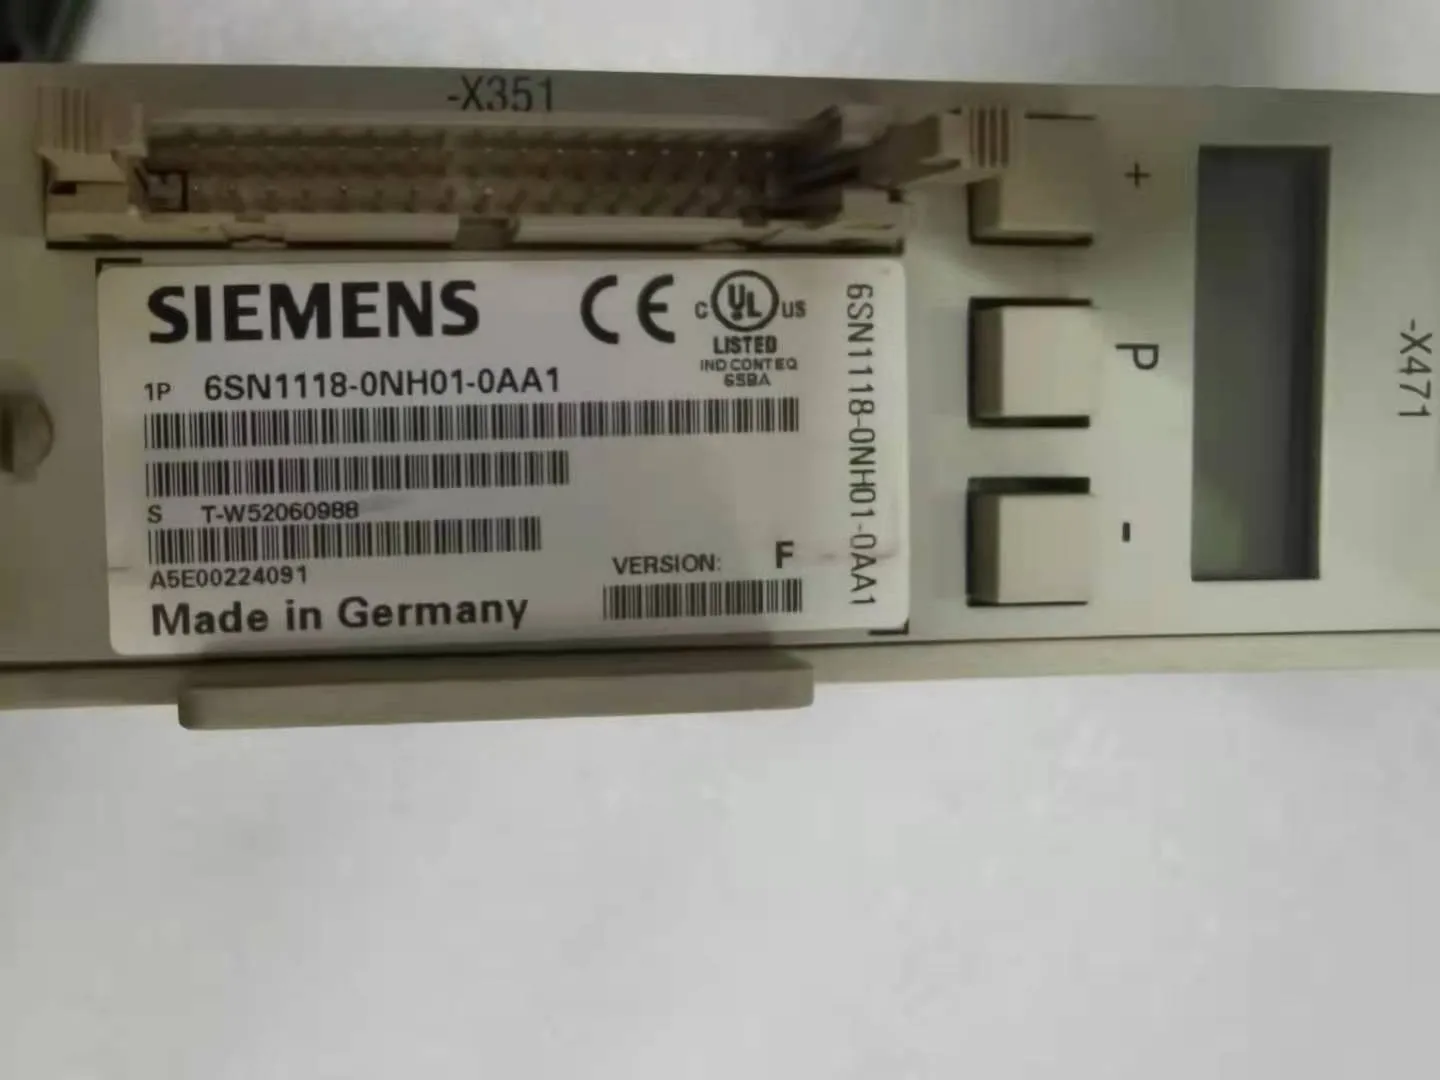 -X351
SIEMENS
CE
C UL US
LISTED
IND CONT EQ
6SBA
1P 6SN1118-0NH01-0AA1
S T-W52060988
A5E00224091
VERSION: F
Made in Germany
6SN1118-0NH01-0AA1
+
P
-
-X471